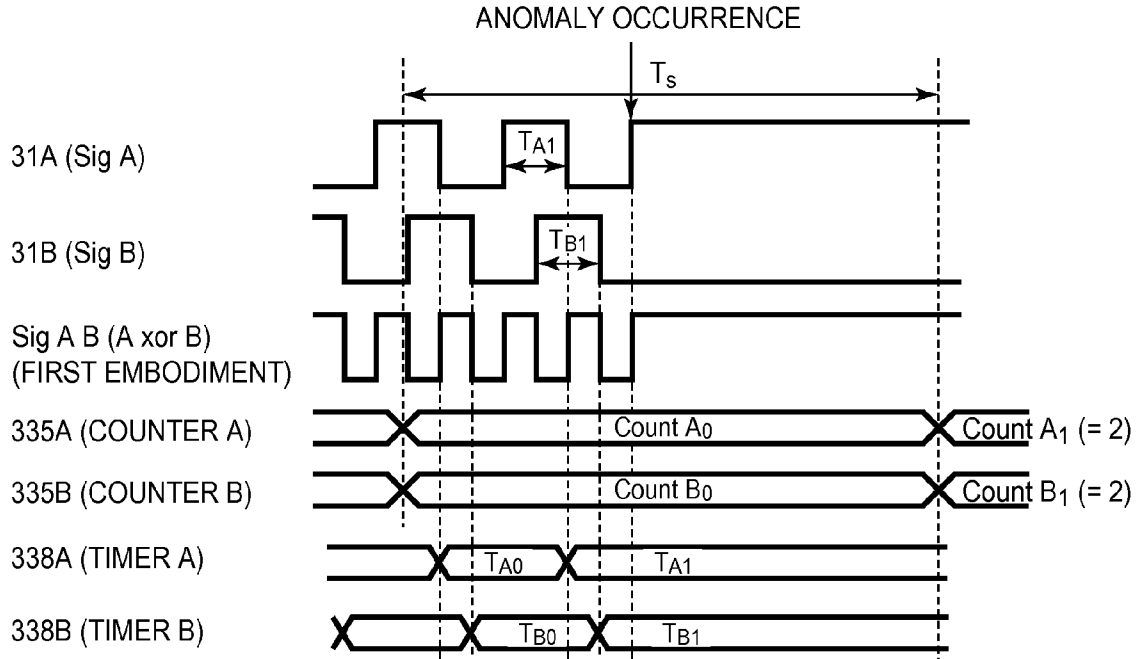 ANOMALY OCCURRENCE
Ts
31A (Sig A)
TA1
31B (Sig B)
TB1
Sig A B (A xor B)
(FIRST EMBODIMENT)
335A (COUNTER A)
Count A0
Count A1 (= 2)
335B (COUNTER B)
Count B0
Count B1 (= 2)
338A (TIMER A)
TA0
TA1
338B (TIMER B)
TB0
TB1